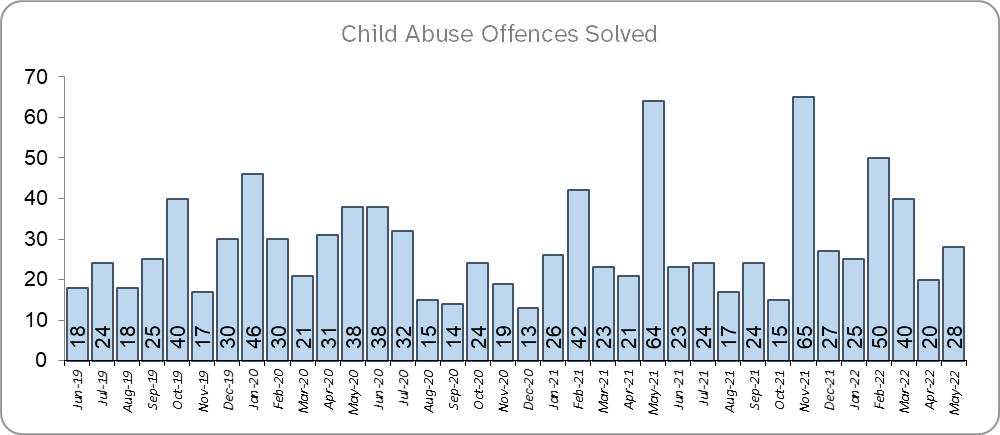 Child Abuse Offences Solved
70
60
50
40
30
20
10
0
18 24 18 25 40 17 30 46 30 21 31 38 38 32 15 14 24 19 13 26 42 23 21 64 23 24 17 24 15 65 27 25 50 40 20 28
Jun-19 Jul-19 Aug-19 Sep-19 Oct-19 Nov-19 Dec-19 Jan-20 Feb-20 Mar-20 Apr-20 May-20 Jun-20 Jul-20 Aug-20 Sep-20 Oct-20 Nov-20 Dec-20 Jan-21 Feb-21 Mar-21 Apr-21 May-21 Jun-21 Jul-21 Aug-21 Sep-21 Oct-21 Nov-21 Dec-21 Jan-22 Feb-22 Mar-22 Apr-22 May-22